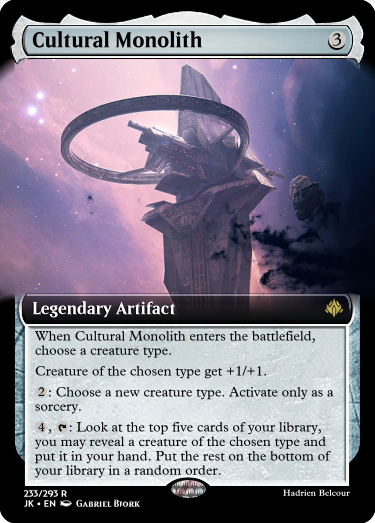 Cultural Monolith 3
Legendary Artifact
When Cultural Monolith enters the battlefield,
choose a creature type.
Creature of the chosen type get +1/+1.
2: Choose a new creature type. Activate only as
sorcery.
4, : Look at the top five cards of your library,
you may reveal a creature of the chosen type and
put it in your hand. Put the rest on the bottom of
your library in a random order.
233/293 R
JK • EN Gabriel Bjork
Hadrien Belcour